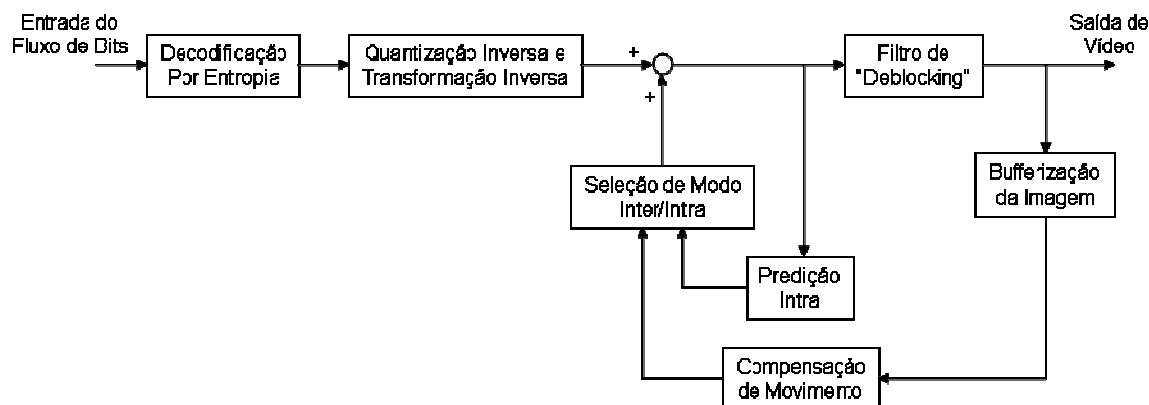 Entrada do
Fluxo de Bits
Decodificação
Por Entropia
Quantização Inversa e
Transformação Inversa
+
+
Filtro de
"Deblocking"
Saída de
Vídeo
Bufferização
da Imagem
Seleção de Modo
Inter/Intra
Predição
Intra
Compensação
de Movimento